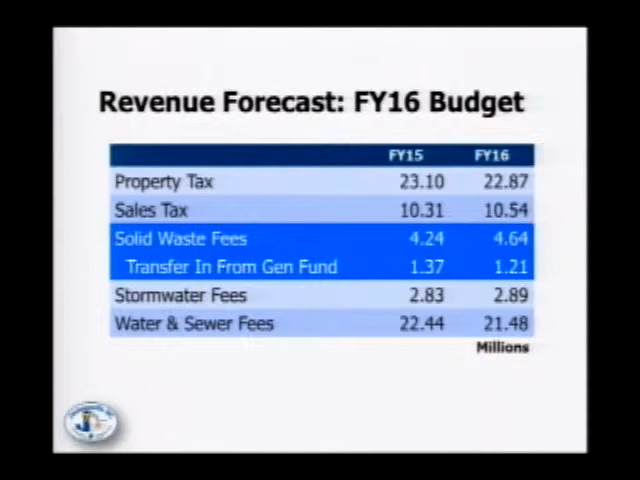 Revenue Forecast: FY16 Budget
FY15 FY16
Property Tax 23.10 22.87
Sales Tax 10.31 10.54
Solid Waste Fees 4.24 4.64
Transfer In From Gen Fund 1.37 1.21
Stormwater Fees 2.83 2.89
Water & Sewer Fees 22.44 21.48
Millions